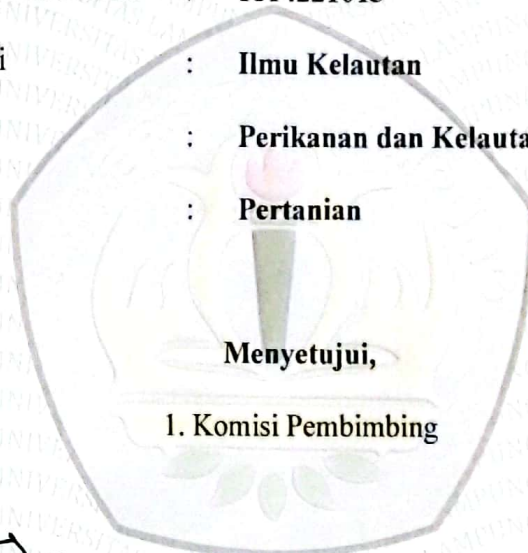 i : Ilmu Kelautan
: Perikanan dan Kelauta
: Pertanian
Menyetujui,
1. Komisi Pembimbing